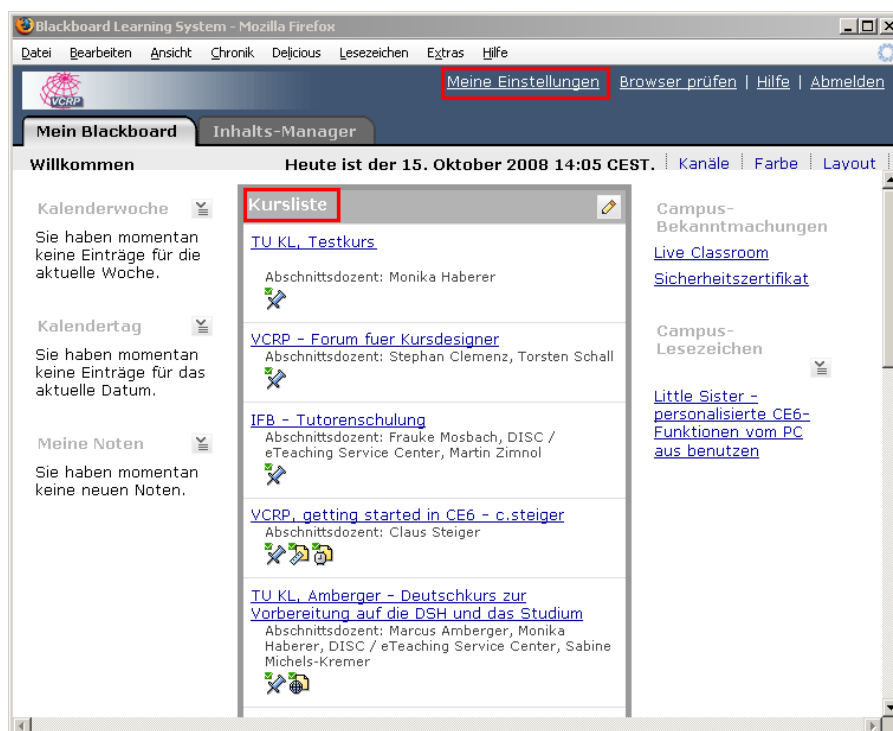 Blackboard Learning System - Mozilla Firefox
Datei Bearbeiten Ansicht Chronik Delicious Lesezeichen Extras Hilfe
VCRP
Meine Einstellungen Browser prüfen | Hilfe | Abmelden
Mein Blackboard Inhalts-Manager
Willkommen Heute ist der 15. Oktober 2008 14:05 CEST. Kanäle Farbe Layout
Kalenderwoche
Sie haben momentan
keine Einträge für die
aktuelle Woche.
Kalendertag
Sie haben momentan
keine Einträge für das
aktuelle Datum.
Meine Noten
Sie haben momentan
keine neuen Noten.
Kursliste
TU KL, Testkurs
Abschnittsdozent: Monika Haberer
VCRP - Forum fuer Kursdesigner
Abschnittsdozent: Stephan Clemenz, Torsten Schall
IFB - Tutorenschulung
Abschnittsdozent: Frauke Mosbach, DISC /
eTeaching Service Center, Martin Zimnol
VCRP, getting started in CE6 - c.steiger
Abschnittsdozent: Claus Steiger
TU KL, Amberger - Deutschkurs zur
Vorbereitung auf die DSH und das Studium
Abschnittsdozent: Marcus Amberger, Monika
Haberer, DISC / eTeaching Service Center, Sabine
Michels-Kremer
Campus-
Bekanntmachungen
Live Classroom
Sicherheitszertifikat
Campus-
Lesezeichen
Little Sister -
personalisierte CE6-
Funktionen vom PC
aus benutzen